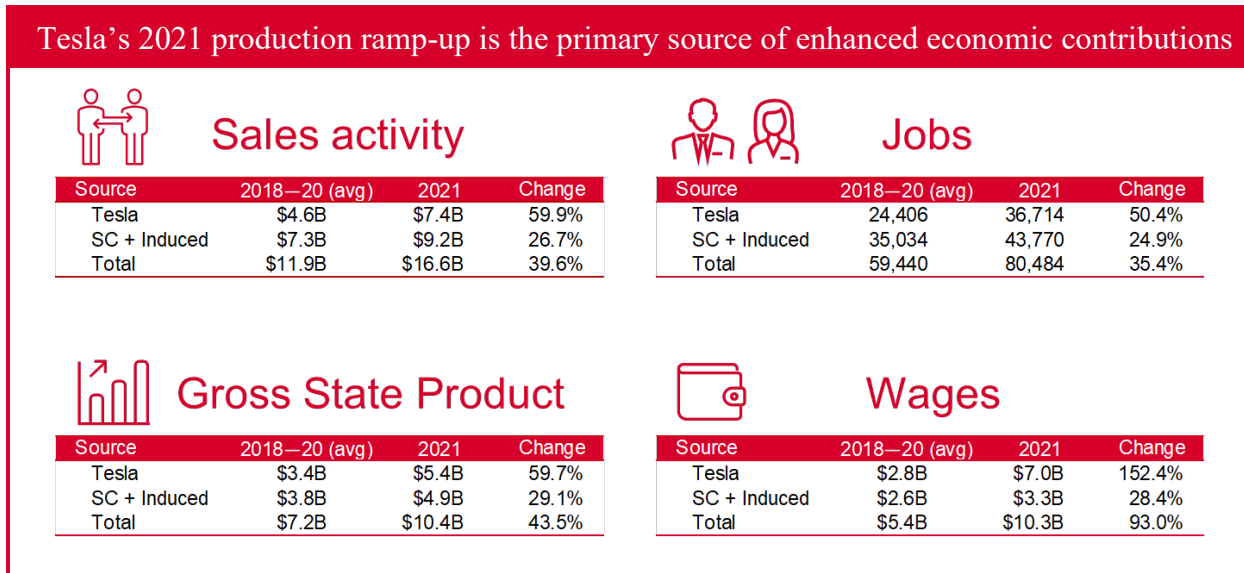 Tesla’s 2021 production ramp-up is the primary source of enhanced economic contributions
Sales activity
Source 2018—20 (avg) 2021 Change
Tesla $4.6B $7.4B 59.9%
SC + Induced $7.3B $9.2B 26.7%
Total $11.9B $16.6B 39.6%
Jobs
Source 2018—20 (avg) 2021 Change
Tesla 24,406 36,714 50.4%
SC + Induced 35,034 43,770 24.9%
Total 59,440 80,484 35.4%
Gross State Product
Source 2018—20 (avg) 2021 Change
Tesla $3.4B $5.4B 59.7%
SC + Induced $3.8B $4.9B 29.1%
Total $7.2B $10.4B 43.5%
Wages
Source 2018—20 (avg) 2021 Change
Tesla $2.8B $7.0B 152.4%
SC + Induced $2.6B $3.3B 28.4%
Total $5.4B $10.3B 93.0%